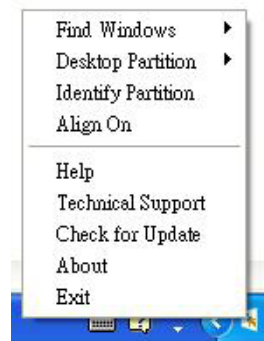 Find Windows
Desktop Partition
Identify Partition
Align On
Help
Technical Support
Check for Update
About
Exit